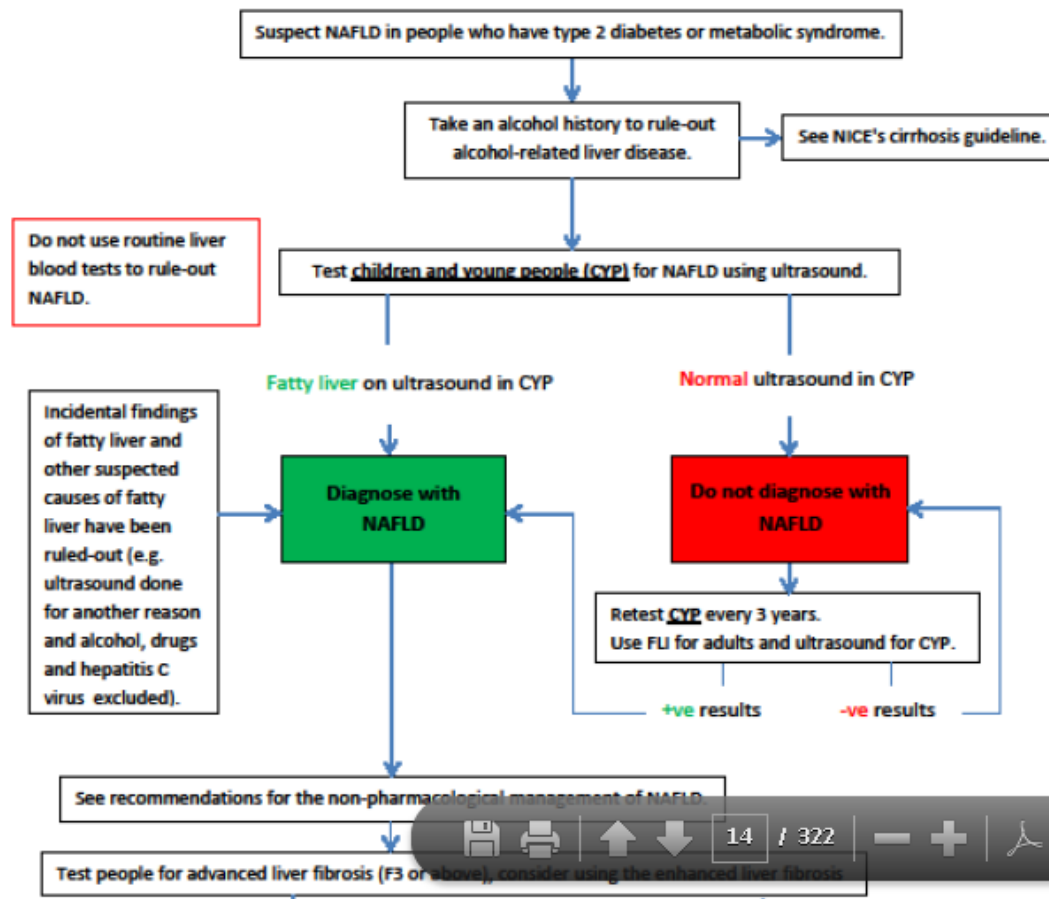 Suspect NAFLD in people who have type 2 diabetes or metabolic syndrome.
Take an alcohol history to rule-out
alcohol-related liver disease.
See NICE's cirrhosis guideline.
Do not use routine liver
blood tests to rule-out
NAFLD.
Test children and young people (CYP) for NAFLD using ultrasound.
Fatty liver on ultrasound in CYP
Normal ultrasound in CYP
Incidental findings
of fatty liver and
other suspected
causes of fatty
liver have been
ruled-out (e.g.
ultrasound done
for another reason
and alcohol, drugs
and hepatitis C
virus excluded).
Diagnose with
NAFLD
Do not diagnose with
NAFLD
Retest CYP every 3 years.
Use FLI for adults and ultrasound for CYP.
+ve results
-ve results
See recommendations for the non-pharmacological management of NAFLD.
14 / 322
Test people for advanced liver fibrosis (F3 or above), consider using the enhanced liver fibrosis